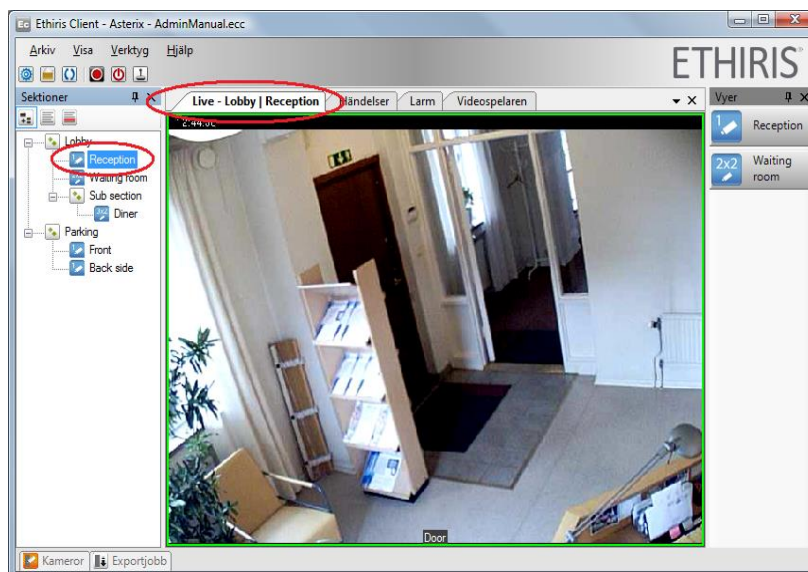 Ethiris Client - Asterix - AdminManual.ecc
Arkiv Visa Verktyg Hjälp
ETHIRIS
Sektioner
Lobby
Reception
Waiting room
Sub section
2x2 Diner
Parking
Front
Back side
Live - Lobby | Reception
Händelser
Larm
Videospelaren
Door
Vyer
Reception
2x2 Waiting
room
Kameror
Exportjobb